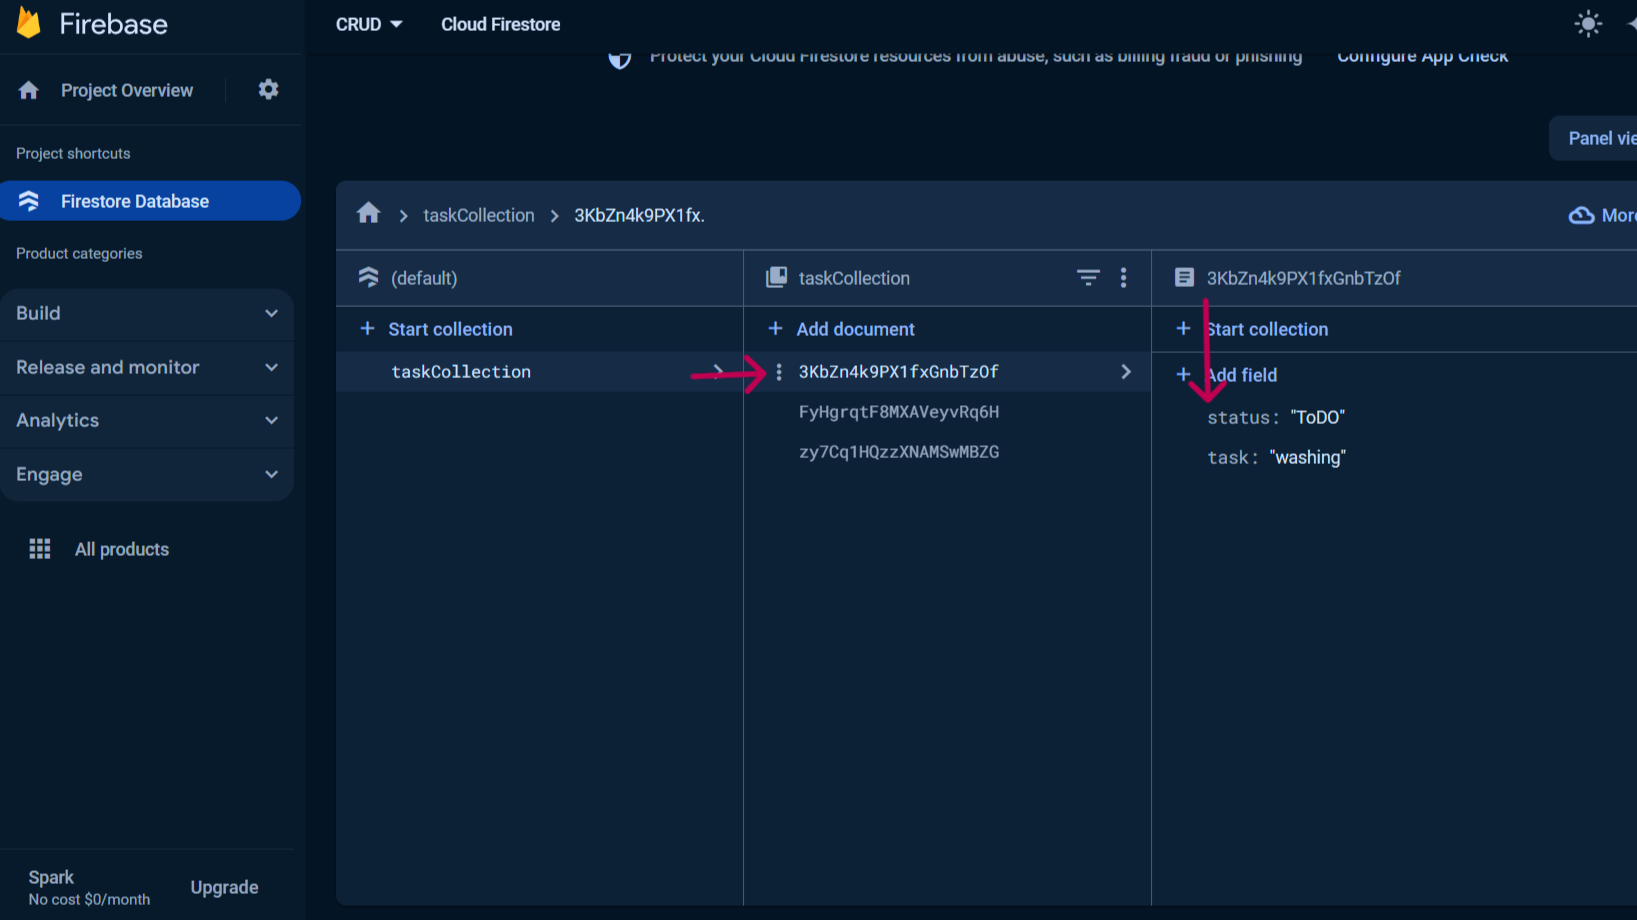 Firebase
CRUD
Cloud Firestore
Protect your Cloud Firestore resources from abuse, such as billing fraud or phishing
Configure App Check
Project Overview
Project shortcuts
Firestore Database
Product categories
Build
Release and monitor
Analytics
Engage
All products
Spark
No cost $0/month
Upgrade
Panel vie
taskCollection
3KbZn4k9PX1fx.
More
(default)
Start collection
taskCollection
taskCollection
Add document
3KbZn4k9PX1fxGnbTzOf
FyHgrqtF8MXAVeyvRq6H
zy7Cq1HQzzXNAMSwMBZG
3KbZn4k9PX1fxGnbTzOf
Start collection
Add field
status: "ToDO"
task: "washing"